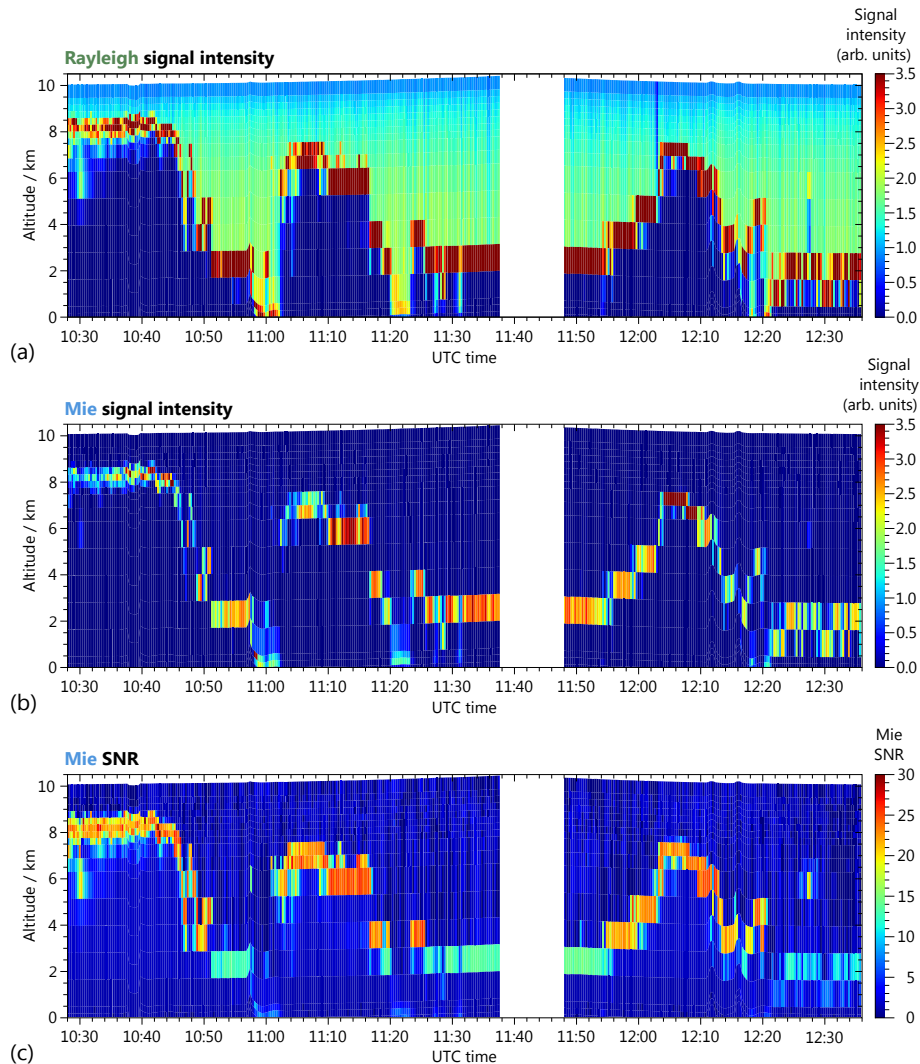 Signal
intensity
(arb. units)
Rayleigh signal intensity
10
8
6
4
2
0
Altitude / km
3.5
3.0
2.5
2.0
1.5
1.0
0.5
0.0
10:30 10:40 10:50 11:00 11:10 11:20 11:30 11:40 11:50 12:00 12:10 12:20 12:30
UTC time
(a)
Signal
intensity
(arb. units)
Mie signal intensity
10
8
6
4
2
0
Altitude / km
3.5
3.0
2.5
2.0
1.5
1.0
0.5
0.0
10:30 10:40 10:50 11:00 11:10 11:20 11:30 11:40 11:50 12:00 12:10 12:20 12:30
UTC time
(b)
Mie
SNR
Mie SNR
10
8
6
4
2
0
Altitude / km
30
25
20
15
10
5
0
10:30 10:40 10:50 11:00 11:10 11:20 11:30 11:40 11:50 12:00 12:10 12:20 12:30
UTC time
(c)